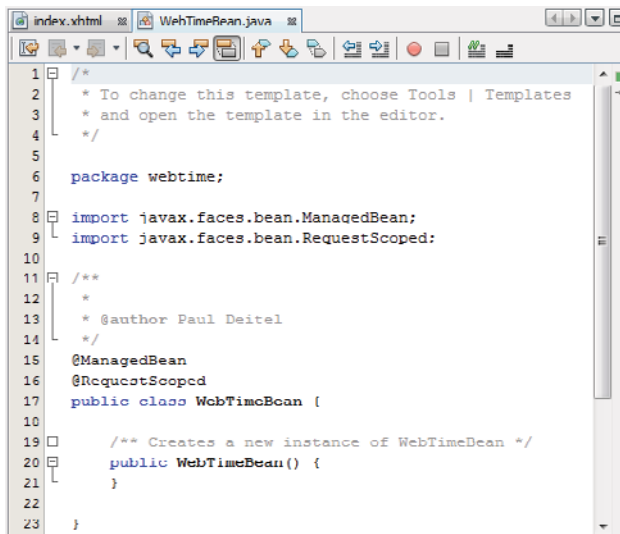 index.xhtml WebTimeBean.java
1 /*
2 * To change this template, choose Tools | Templates
3 * and open the template in the editor.
4 */
5
6 package webtime;
7
8 import javax.faces.bean.ManagedBean;
9 import javax.faces.bean.RequestScoped;
10
11 /**
12 *
13 * @author Paul Deitel
14 */
15 @ManagedBean
16 @RequestScoped
17 public class WebTimeBean {
18
19 /** Creates a new instance of WebTimeBean */
20 public WebTimeBean() {
21 }
22
23 }